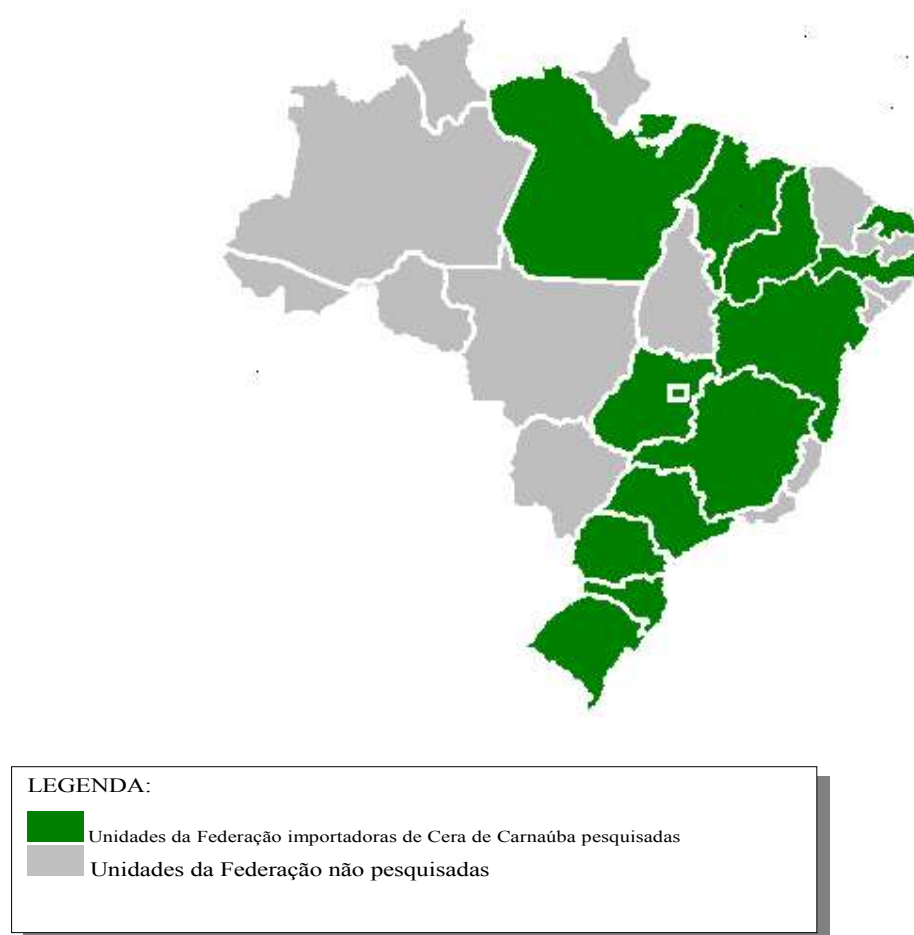 LEGENDA:
Unidades da Federação importadoras de Cera de Carnaúba pesquisadas
Unidades da Federação não pesquisadas